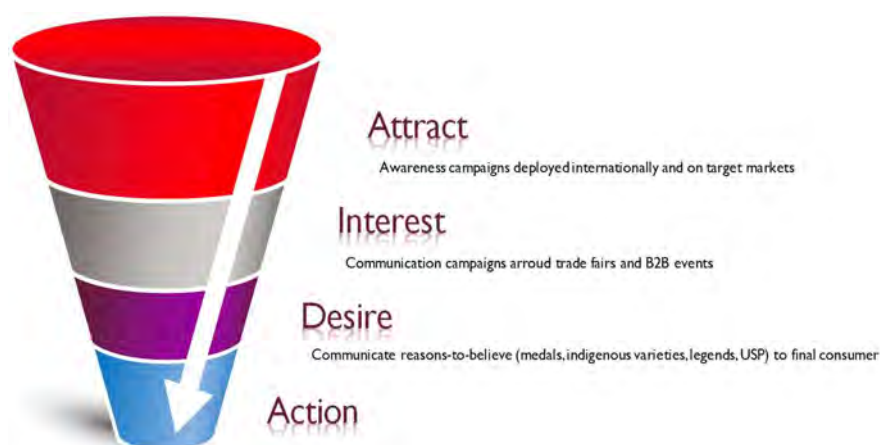 Attract
Awareness campaigns deployed internationally and on target markets
Interest
Communication campaigns arroud trade fairs and B2B events
Desire
Communicate reasons-to-believe (medals, indigenous varieties, legends, USP) to final consumer
Action